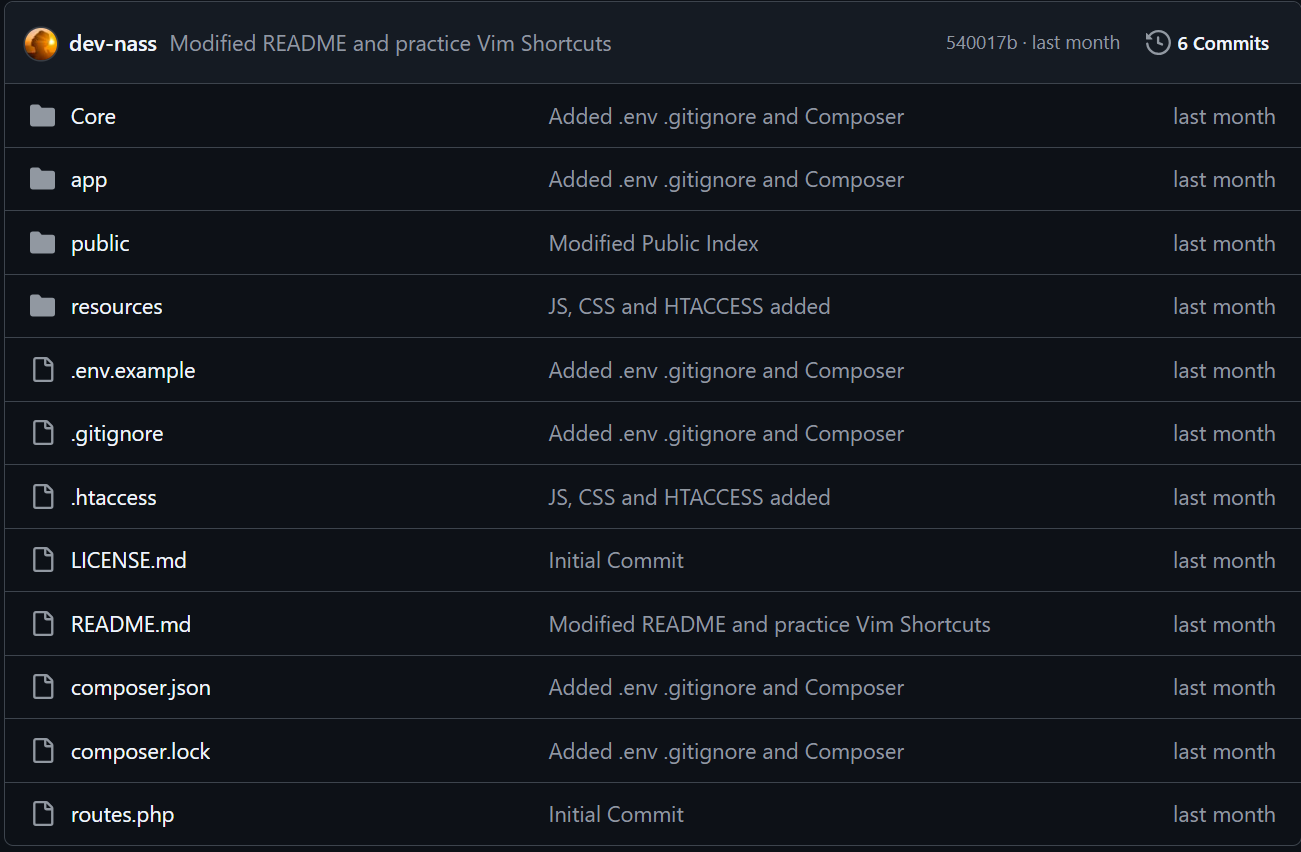 dev-nass Modified README and practice Vim Shortcuts 540017b · last month 6 Commits
Core Added .env .gitignore and Composer last month
app Added .env .gitignore and Composer last month
public Modified Public Index last month
resources JS, CSS and HTACCESS added last month
.env.example Added .env .gitignore and Composer last month
.gitignore Added .env .gitignore and Composer last month
.htaccess JS, CSS and HTACCESS added last month
LICENSE.md Initial Commit last month
README.md Modified README and practice Vim Shortcuts last month
composer.json Added .env .gitignore and Composer last month
composer.lock Added .env .gitignore and Composer last month
routes.php Initial Commit last month